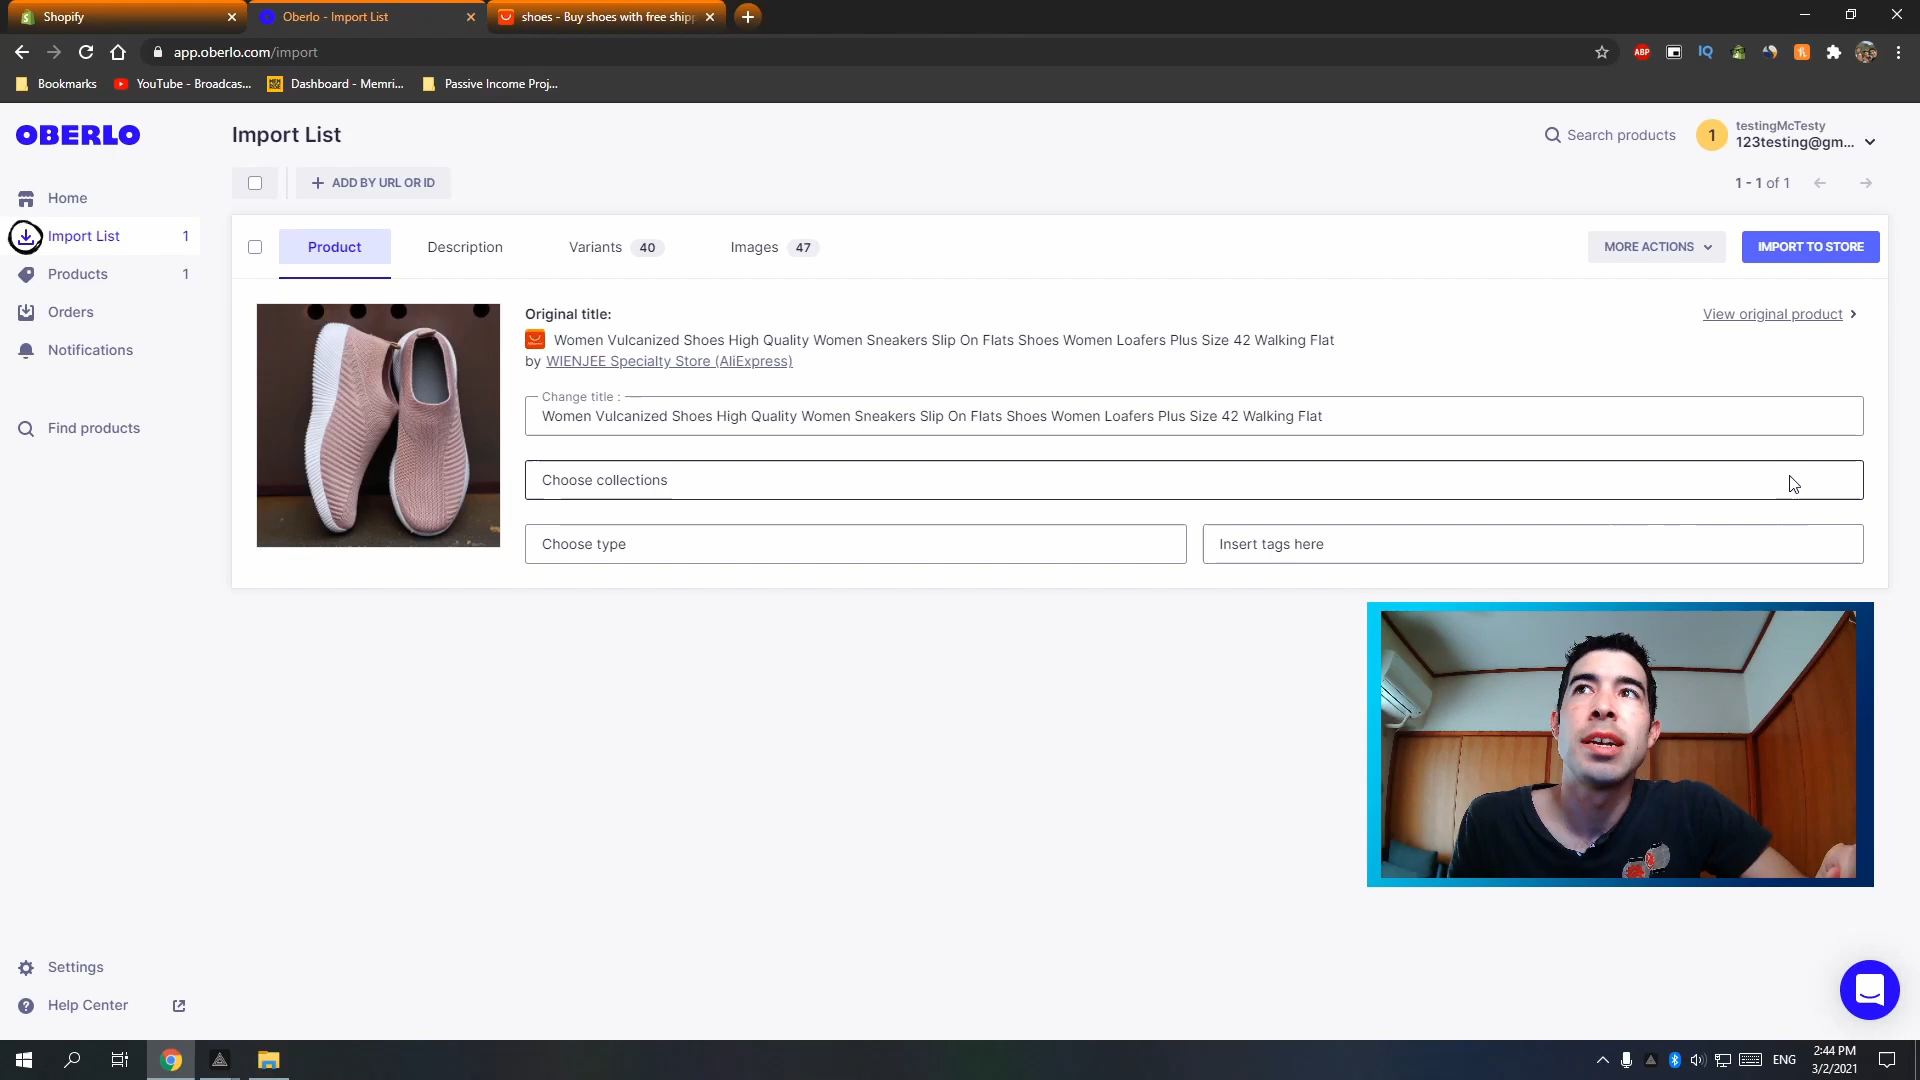 Shopify
Oberlo - Import List
shoes - Buy shoes with free shipp
app.oberlo.com/import
ABP
IQ
Bookmarks
YouTube - Broadcas...
Dashboard - Memri...
Passive Income Proj...
OBERLO
Import List
Search products
1
testingMcTesty
123testing@gm...
ADD BY URL OR ID
1 - 1 of 1
Home
Import List 1
Products 1
Orders
Notifications
Find products
Product
Description
Variants 40
Images 47
MORE ACTIONS
IMPORT TO STORE
Original title:
View original product
Women Vulcanized Shoes High Quality Women Sneakers Slip On Flats Shoes Women Loafers Plus Size 42 Walking Flat
by WIENJEE Specialty Store (AliExpress)
Change title :
Women Vulcanized Shoes High Quality Women Sneakers Slip On Flats Shoes Women Loafers Plus Size 42 Walking Flat
Choose collections
Choose type
Insert tags here
Settings
Help Center
ENG
2:44 PM
3/2/2021